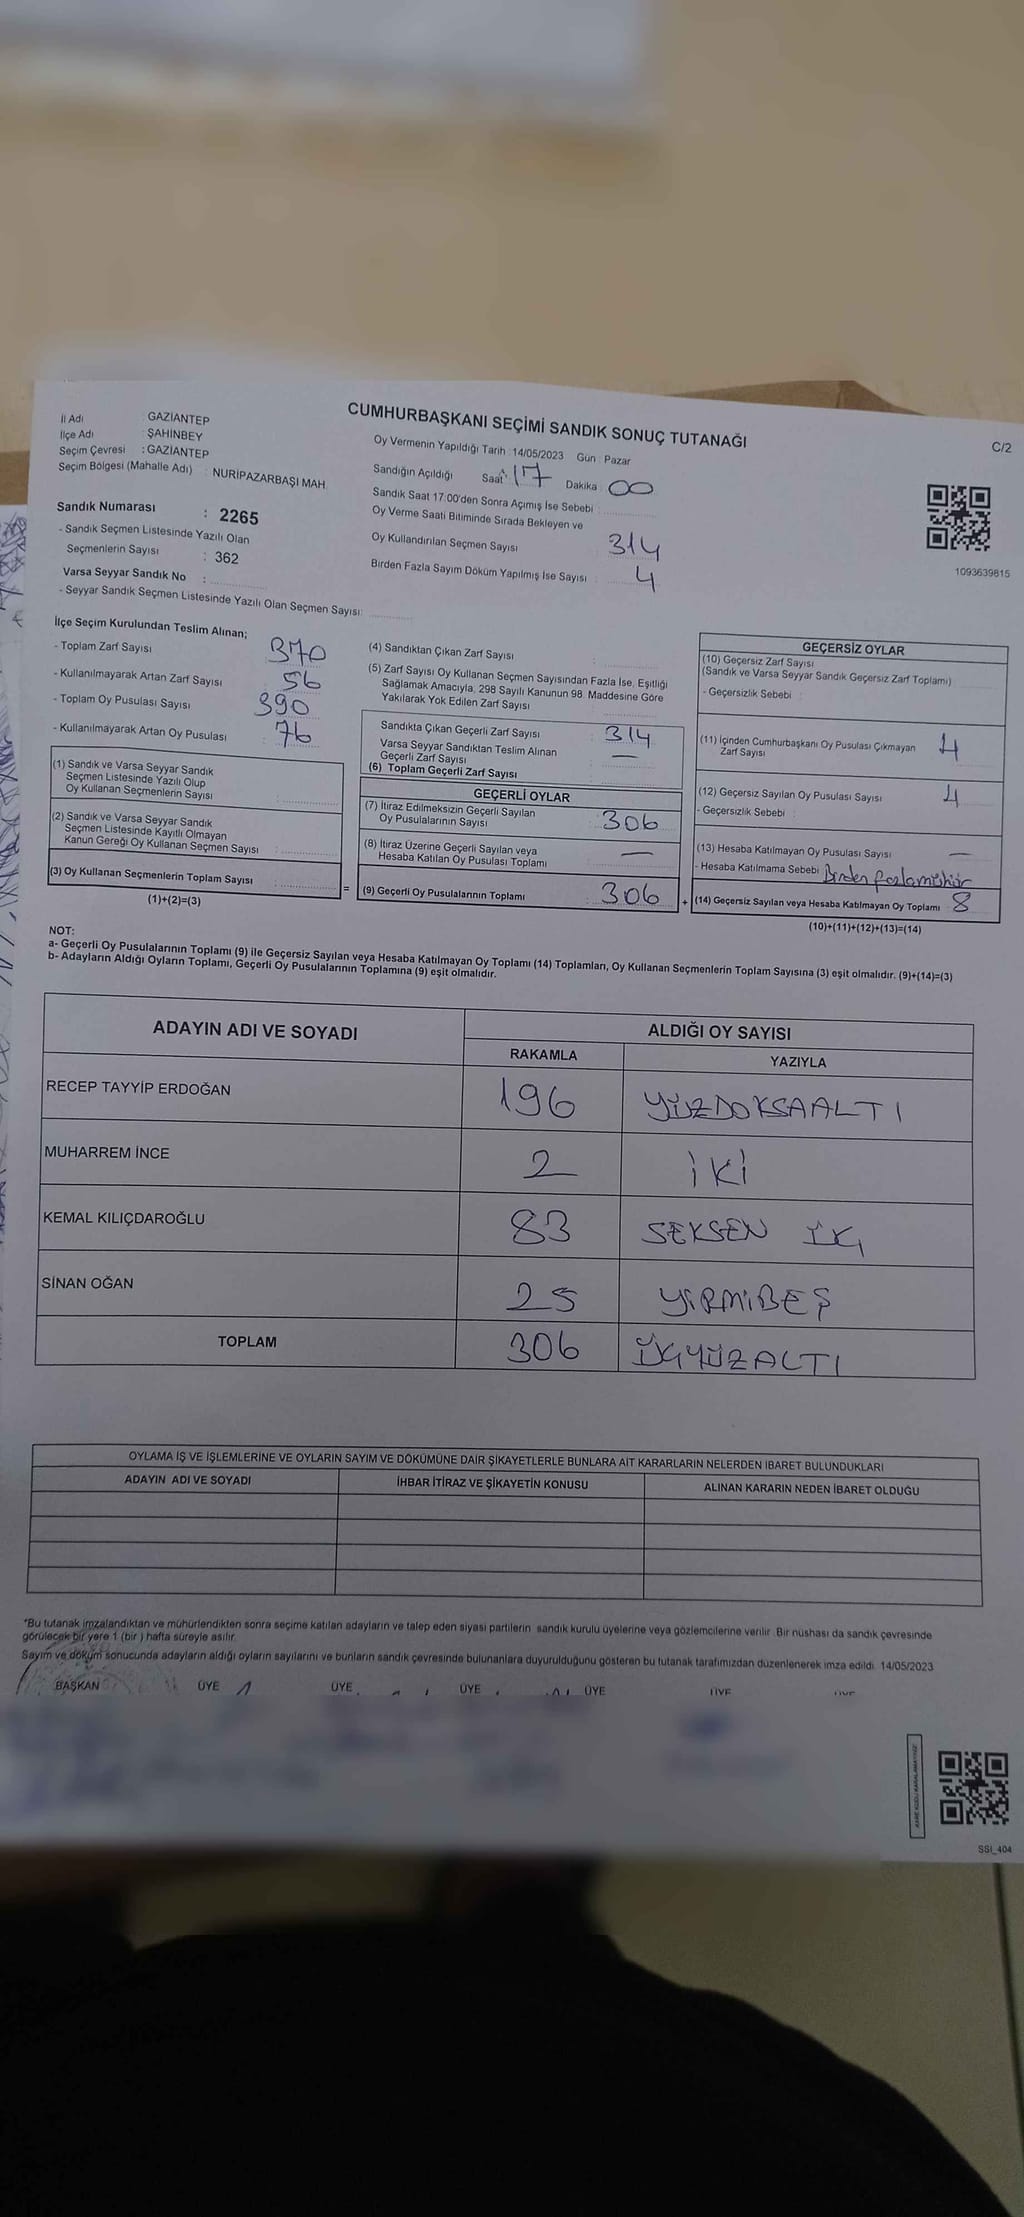 CUMHURBAŞKANI SEÇİMİ SANDIK SONUÇ TUTANAĞI
C/2
İl Adı : GAZİANTEP
İlçe Adı : ŞAHİNBEY
Seçim Çevresi : GAZİANTEP
Seçim Bölgesi (Mahalle Adı) : NURİPAZARBAŞI MAH.
Sandık Numarası : 2265
- Sandık Seçmen Listesinde Yazılı Olan
Seçmenlerin Sayısı : 362
Varsa Seyyar Sandık No :
- Seyyar Sandık Seçmen Listesinde Yazılı Olan Seçmen Sayısı:
Oy Vermenin Yapıldığı Tarih : 14/05/2023 Gün : Pazar
Sandığın Açıldığı Saat : 17 Dakika : 00
Sandık Saat 17:00'den Sonra Açımış İse Sebebi :
Oy Verme Saati Bitiminde Sırada Bekleyen ve
Oy Kullandırılan Seçmen Sayısı : 314
Birden Fazla Sayım Döküm Yapılmış İse Sayısı : 4
1093639815
İlçe Seçim Kurulundan Teslim Alınan;
- Toplam Zarf Sayısı : 370
- Kullanılmayarak Artan Zarf Sayısı : 56
- Toplam Oy Pusulası Sayısı : 390
- Kullanılmayarak Artan Oy Pusulası : 76
(1) Sandık ve Varsa Seyyar Sandık
Seçmen Listesinde Yazılı Olup
Oy Kullanan Seçmenlerin Sayısı :
(2) Sandık ve Varsa Seyyar Sandık
Seçmen Listesinde Kayıtlı Olmayan
Kanun Gereği Oy Kullanan Seçmen Sayısı :
(3) Oy Kullanan Seçmenlerin Toplam Sayısı :
(1)+(2)=(3)
=
(4) Sandıktan Çıkan Zarf Sayısı :
(5) Zarf Sayısı Oy Kullanan Seçmen Sayısından Fazla İse, Eşitliği
Sağlamak Amacıyla, 298 Sayılı Kanunun 98. Maddesine Göre
Yakılarak Yok Edilen Zarf Sayısı :
Sandıkta Çıkan Geçerli Zarf Sayısı : 314
Varsa Seyyar Sandıktan Teslim Alınan
Geçerli Zarf Sayısı : —
(6) Toplam Geçerli Zarf Sayısı
GEÇERLİ OYLAR
(7) İtiraz Edilmeksizin Geçerli Sayılan
Oy Pusulalarının Sayısı : 306
(8) İtiraz Üzerine Geçerli Sayılan veya
Hesaba Katılan Oy Pusulası Toplamı : —
(9) Geçerli Oy Pusulalarının Toplamı : 306
+
GEÇERSİZ OYLAR
(10) Geçersiz Zarf Sayısı
(Sandık ve Varsa Seyyar Sandık Geçersiz Zarf Toplamı)
- Geçersizlik Sebebi :
(11) İçinden Cumhurbaşkanı Oy Pusulası Çıkmayan
Zarf Sayısı : 4
(12) Geçersiz Sayılan Oy Pusulası Sayısı : 4
- Geçersizlik Sebebi :
(13) Hesaba Katılmayan Oy Pusulası Sayısı : —
- Hesaba Katılmama Sebebi : Birden fazla mühür
(14) Geçersiz Sayılan veya Hesaba Katılmayan Oy Toplamı : 8
(10)+(11)+(12)+(13)=(14)
NOT:
a- Geçerli Oy Pusulalarının Toplamı (9) ile Geçersiz Sayılan veya Hesaba Katılmayan Oy Toplamı (14) Toplamları, Oy Kullanan Seçmenlerin Toplam Sayısına (3) eşit olmalıdır. (9)+(14)=(3)
b- Adayların Aldığı Oyların Toplamı, Geçerli Oy Pusulalarının Toplamına (9) eşit olmalıdır.
ADAYIN ADI VE SOYADI
ALDIĞI OY SAYISI
RAKAMLA YAZIYLA
RECEP TAYYİP ERDOĞAN 196 YÜZDOKSAALTI
MUHARREM İNCE 2 İKİ
KEMAL KILIÇDAROĞLU 83 SEKSEN ÜÇ
SİNAN OĞAN 25 YİRMİBEŞ
TOPLAM 306 ÜÇYÜZALTI
OYLAMA İŞ VE İŞLEMLERİNE VE OYLARIN SAYIM VE DÖKÜMÜNE DAİR ŞİKAYETLERLE BUNLARA AİT KARARLARIN NELERDEN İBARET BULUNDUKLARI
ADAYIN ADI VE SOYADI İHBAR İTİRAZ VE ŞİKAYETİN KONUSU ALINAN KARARIN NEDEN İBARET OLDUĞU
*Bu tutanak imzalandıktan ve mühürlendikten sonra seçime katılan adayların ve talep eden siyasi partilerin sandık kurulu üyelerine veya gözlemcilerine verilir. Bir nüshası da sandık çevresinde
görülecek bir yere 1 (bir ) hafta süreyle asılır.
Sayım ve döküm sonucunda adayların aldığı oyların sayılarını ve bunların sandık çevresinde bulunanlara duyurulduğunu gösteren bu tutanak tarafımızdan düzenlenerek imza edildi. 14/05/2023
BAŞKAN ÜYE ÜYE ÜYE ÜYE ÜYE ÜYE
SSİ_404